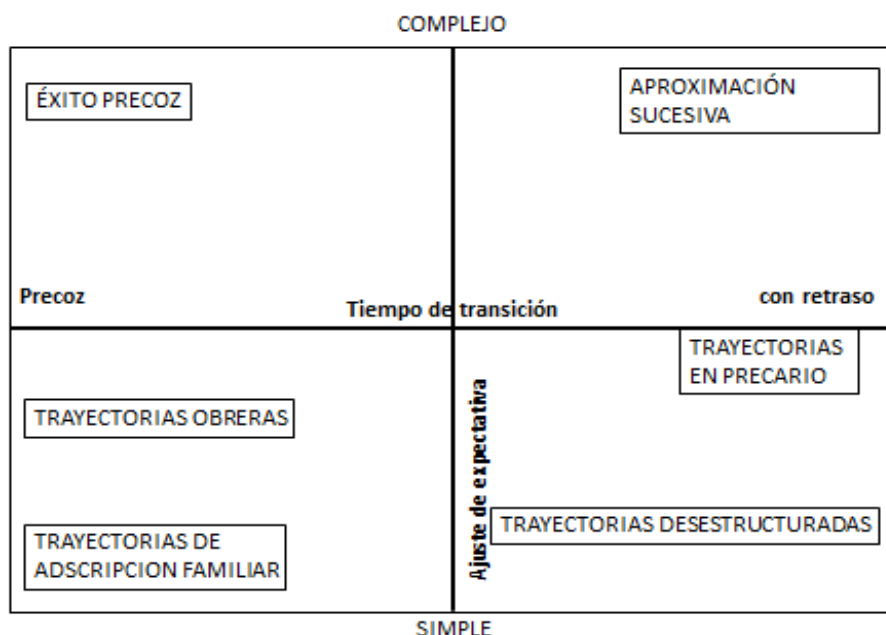 COMPLEJO
ÉXITO PRECOZ
APROXIMACIÓN
SUCESIVA
Precoz
Tiempo de transición
con retraso
TRAYECTORIAS
EN PRECARIO
TRAYECTORIAS OBRERAS
Ajuste de expectativa
TRAYECTORIAS DESESTRUCTURADAS
TRAYECTORIAS DE
ADSCRIPCION FAMILIAR
SIMPLE